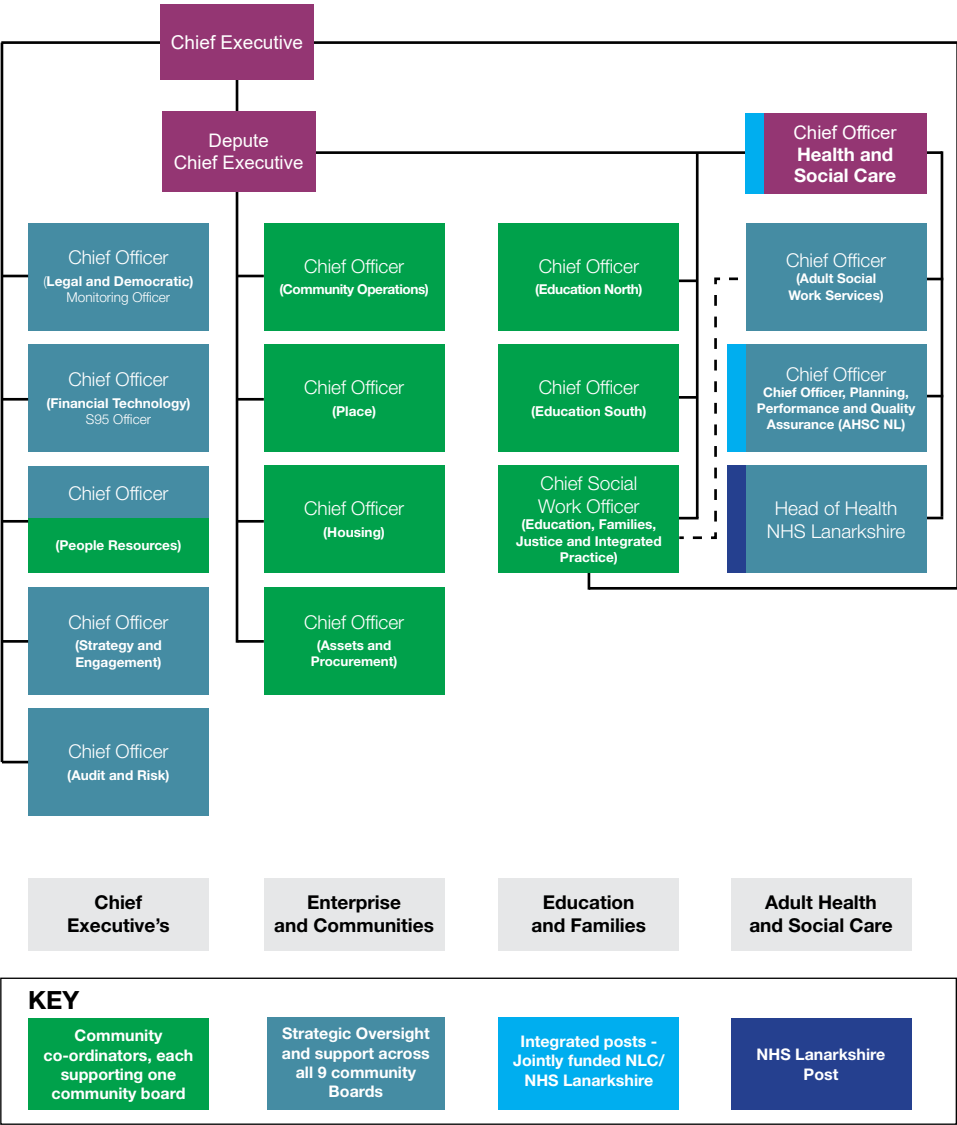 Chief Executive
Depute
Chief Executive
Chief Officer
Health and
Social Care
Chief Officer
(Legal and Democratic)
Monitoring Officer
Chief Officer
(Financial Technology)
S95 Officer
Chief Officer
(People Resources)
Chief Officer
(Strategy and
Engagement)
Chief Officer
(Audit and Risk)
Chief Officer
(Community Operations)
Chief Officer
(Place)
Chief Officer
(Housing)
Chief Officer
(Assets and
Procurement)
Chief Officer
(Education North)
Chief Officer
(Education South)
Chief Social
Work Officer
(Education, Families,
Justice and Integrated
Practice)
Chief Officer
(Adult Social
Work Services)
Chief Officer
Chief Officer, Planning,
Performance and Quality
Assurance (AHSC NL)
Head of Health
NHS Lanarkshire
Chief
Executive's
Enterprise
and Communities
Education
and Families
Adult Health
and Social Care
KEY
Community
co-ordinators, each
supporting one
community board
Strategic Oversight
and support across
all 9 community
Boards
Integrated posts -
Jointly funded NLC/
NHS Lanarkshire
NHS Lanarkshire
Post